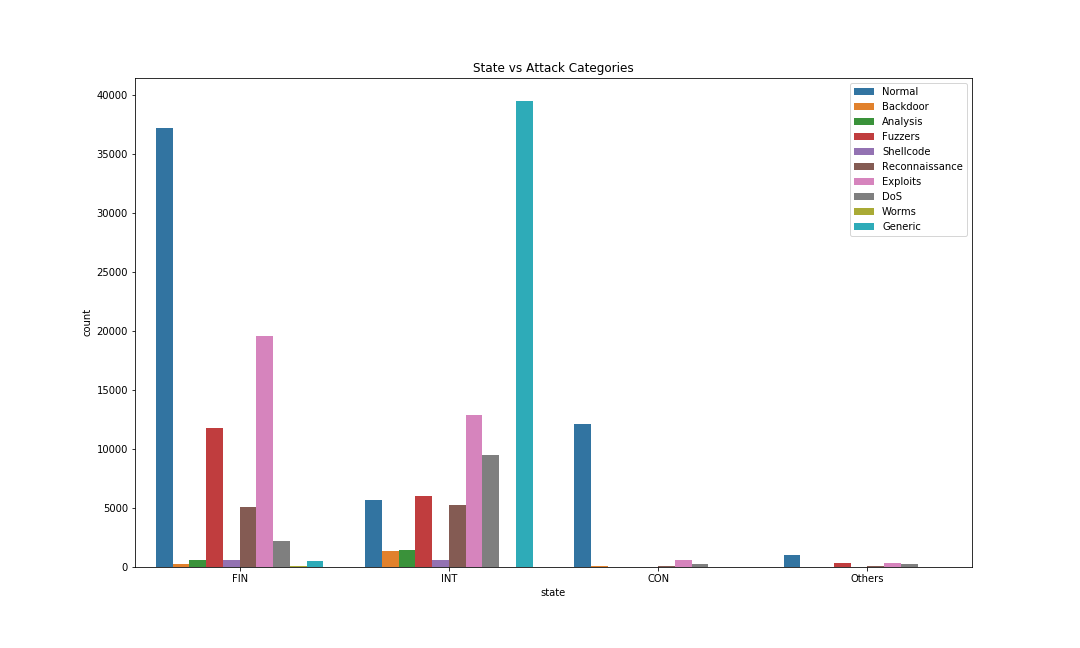 State vs Attack Categories
40000
35000
30000
25000
20000
15000
10000
5000
0
count
FIN
INT
CON
Others
state
Normal
Backdoor
Analysis
Fuzzers
Shellcode
Reconnaissance
Exploits
DoS
Worms
Generic